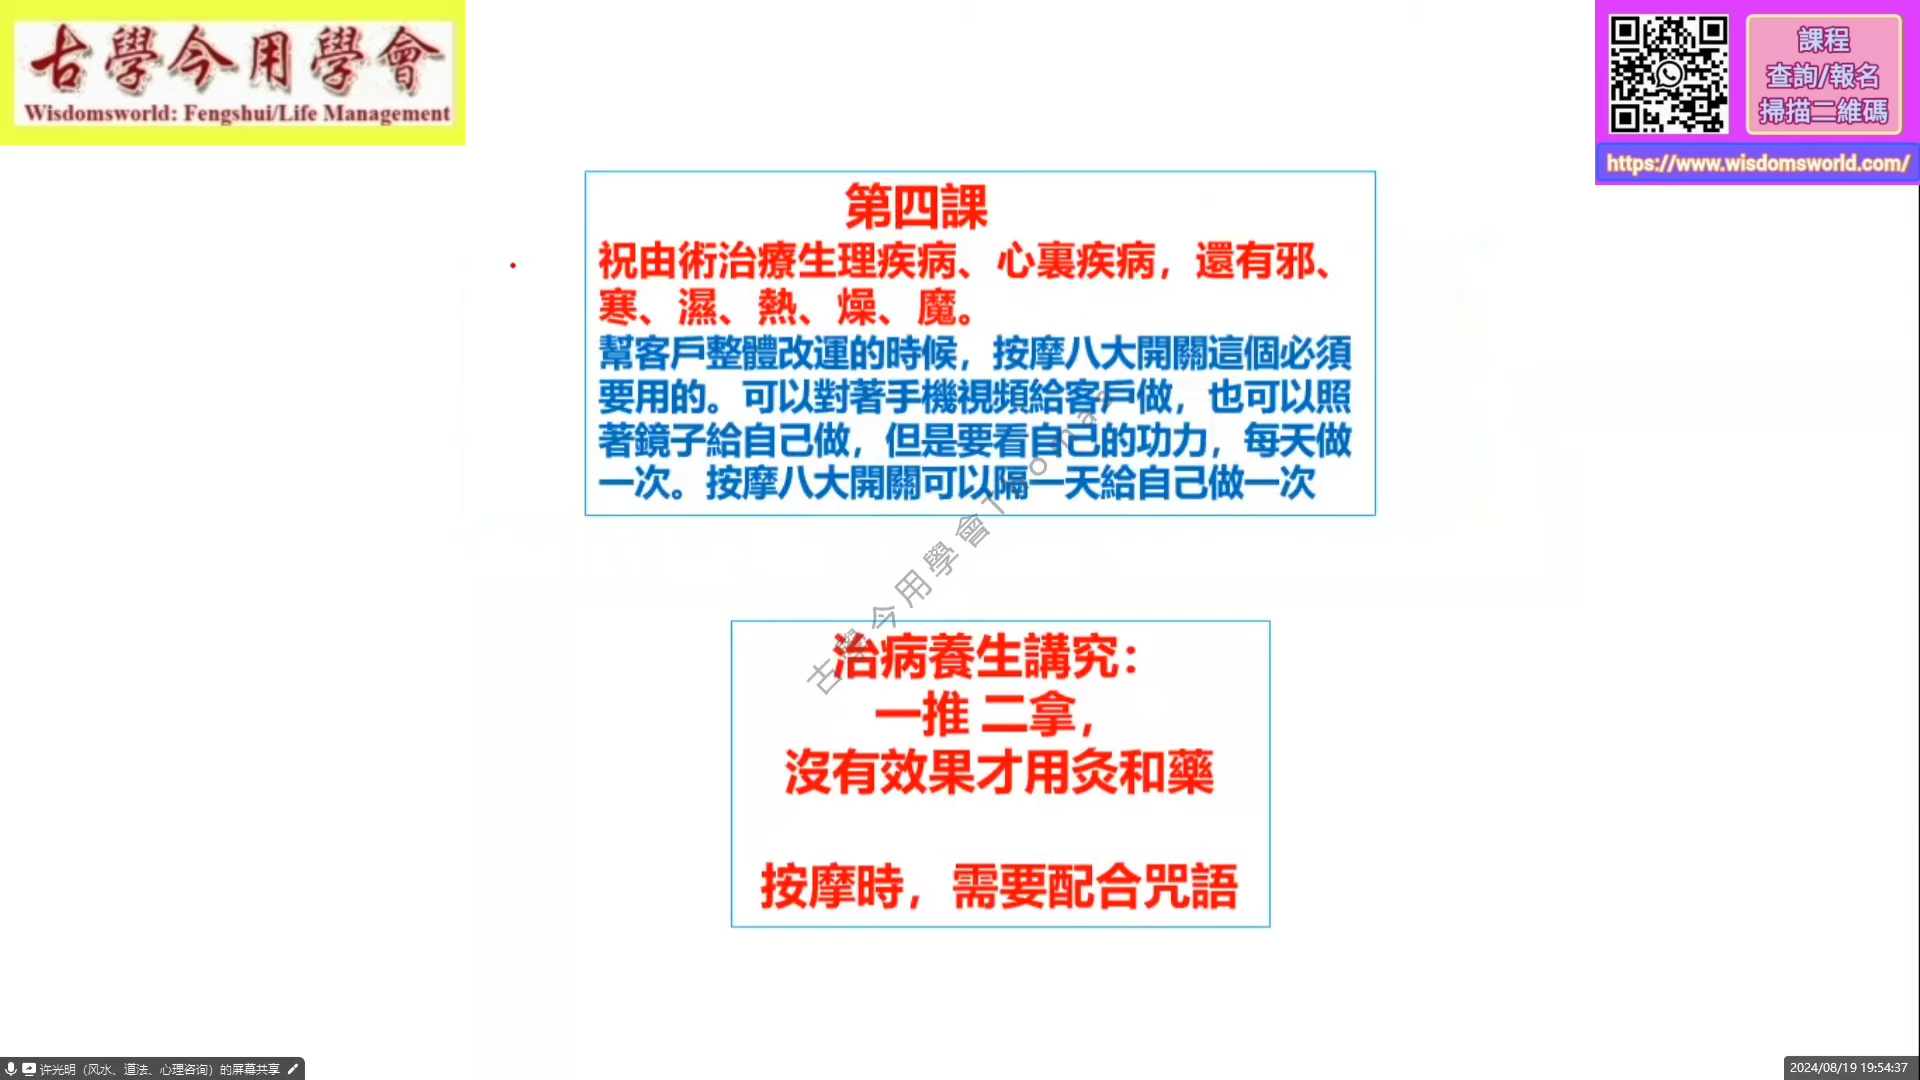 古學今用學會
Wisdomsworld: Fengshui/Life Management
課程
查詢/報名
掃描二維碼
https://www.wisdomsworld.com/
第四課
祝由術治療生理疾病、心裏疾病，還有邪、
寒、濕、熱、燥、魔。
幫客戶整體改運的時候，按摩八大開關這個必須
要用的。可以對著手機視頻給客戶做，也可以照
著鏡子給自己做，但是要看自己的功力，每天做
一次。按摩八大開關可以隔一天給自己做一次
古學今用學會Thomas
治病養生講究：
一推 二拿，
沒有效果才用灸和藥
按摩時，需要配合咒語
许光明（风水、道法、心理咨询）的屏幕共享
2024/08/19 19:54:37